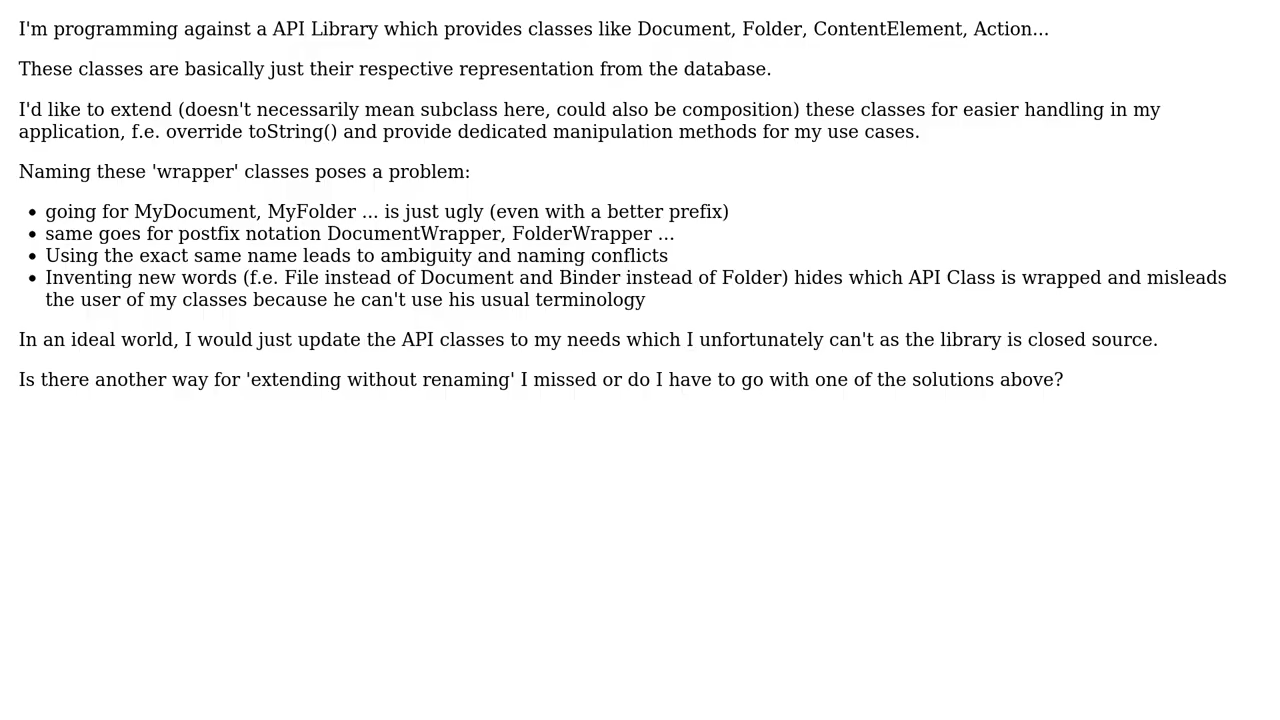 I'm programming against a API Library which provides classes like Document, Folder, ContentElement, Action...
These classes are basically just their respective representation from the database.
I'd like to extend (doesn't necessarily mean subclass here, could also be composition) these classes for easier handling in my
application, f.e. override toString() and provide dedicated manipulation methods for my use cases.
Naming these 'wrapper' classes poses a problem:
• going for MyDocument, MyFolder ... is just ugly (even with a better prefix)
• same goes for postfix notation DocumentWrapper, FolderWrapper ...
• Using the exact same name leads to ambiguity and naming conflicts
• Inventing new words (f.e. File instead of Document and Binder instead of Folder) hides which API Class is wrapped and misleads
the user of my classes because he can't use his usual terminology
In an ideal world, I would just update the API classes to my needs which I unfortunately can't as the library is closed source.
Is there another way for 'extending without renaming' I missed or do I have to go with one of the solutions above?